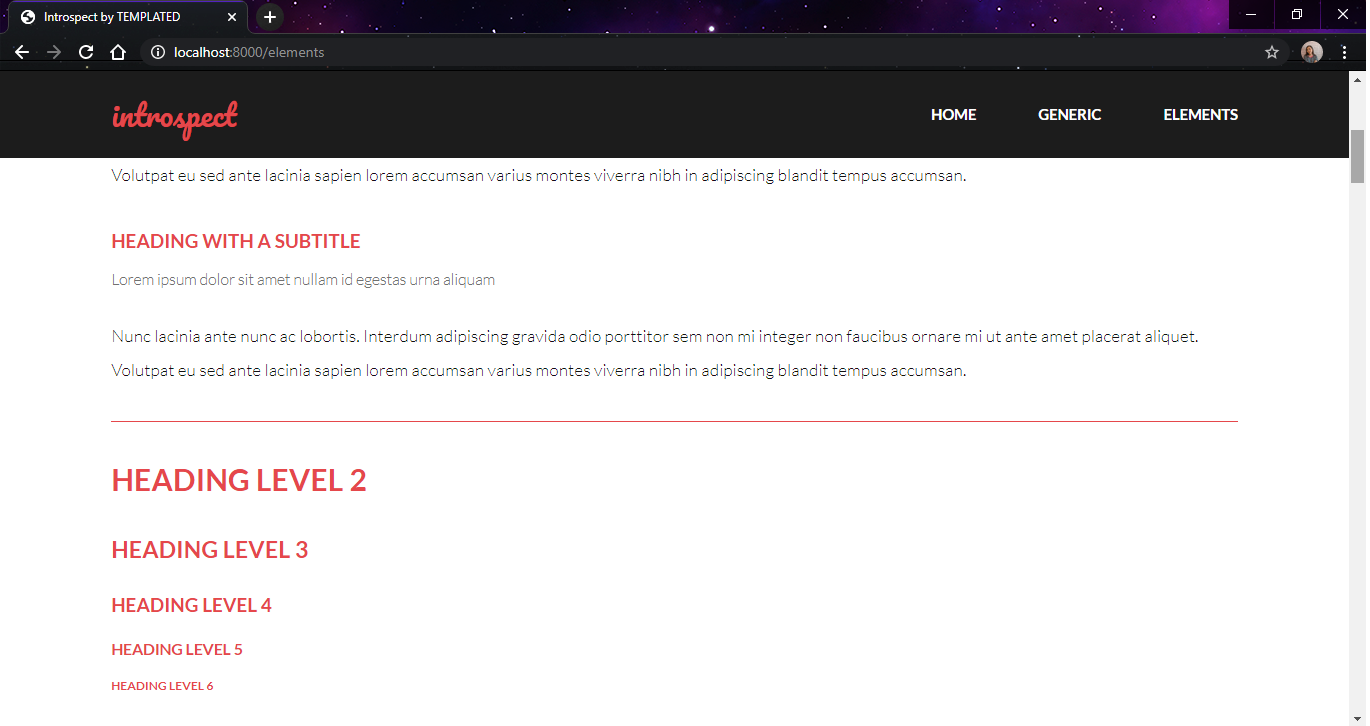 Introspect by TEMPLATED
localhost:8000/elements
introspect
HOME GENERIC ELEMENTS
Volutpat eu sed ante lacinia sapien lorem accumsan varius montes viverra nibh in adipiscing blandit tempus accumsan.
HEADING WITH A SUBTITLE
Lorem ipsum dolor sit amet nullam id egestas urna aliquam
Nunc lacinia ante nunc ac lobortis. Interdum adipiscing gravida odio porttitor sem non mi integer non faucibus ornare mi ut ante amet placerat aliquet.
Volutpat eu sed ante lacinia sapien lorem accumsan varius montes viverra nibh in adipiscing blandit tempus accumsan.
HEADING LEVEL 2
HEADING LEVEL 3
HEADING LEVEL 4
HEADING LEVEL 5
HEADING LEVEL 6